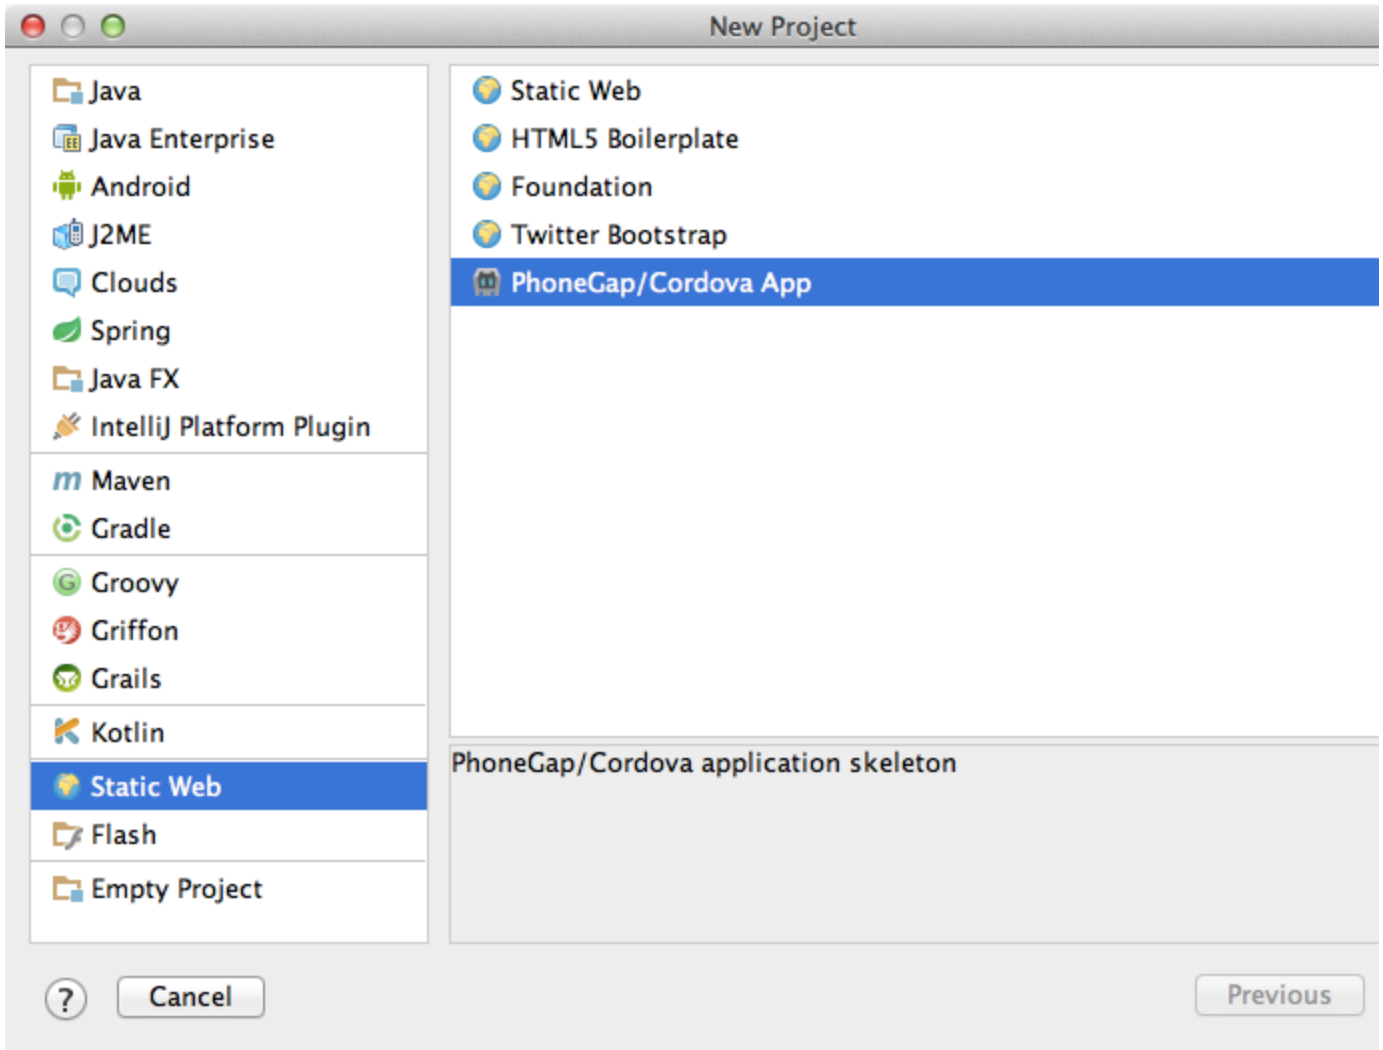 New Project
Java
Java Enterprise
Android
J2ME
Clouds
Spring
Java FX
IntelliJ Platform Plugin
m Maven
Gradle
G Groovy
Griffon
Grails
Kotlin
Static Web
Flash
Empty Project
Static Web
HTML5 Boilerplate
Foundation
Twitter Bootstrap
PhoneGap/Cordova App
PhoneGap/Cordova application skeleton
? Cancel
Previous